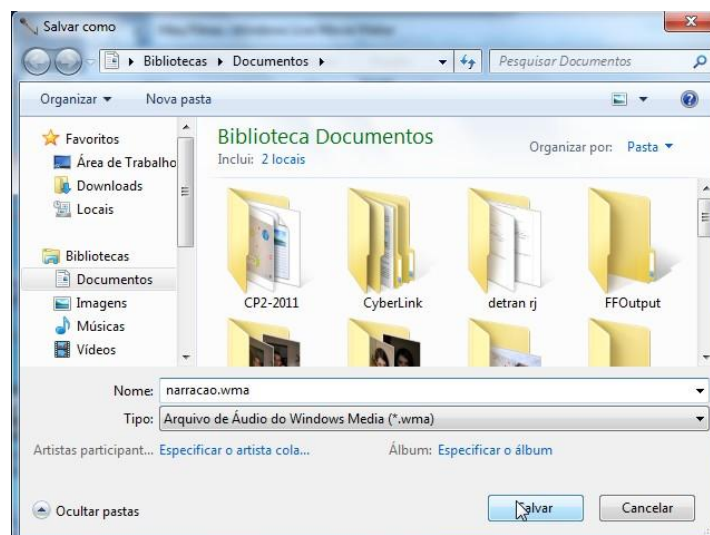 Salvar como
Bibliotecas Documentos
Pesquisar Documentos
Organizar Nova pasta
Favoritos
Área de Trabalho
Downloads
Locais
Bibliotecas
Documentos
Imagens
Músicas
Vídeos
Biblioteca Documentos
Inclui: 2 locais
Organizar por: Pasta
CP2-2011
CyberLink
detran rj
FFOutput
Nome: narracao.wma
Tipo: Arquivo de Áudio do Windows Media (*.wma)
Artistas participant... Especificar o artista cola... Álbum: Especificar o álbum
Ocultar pastas
Salvar
Cancelar